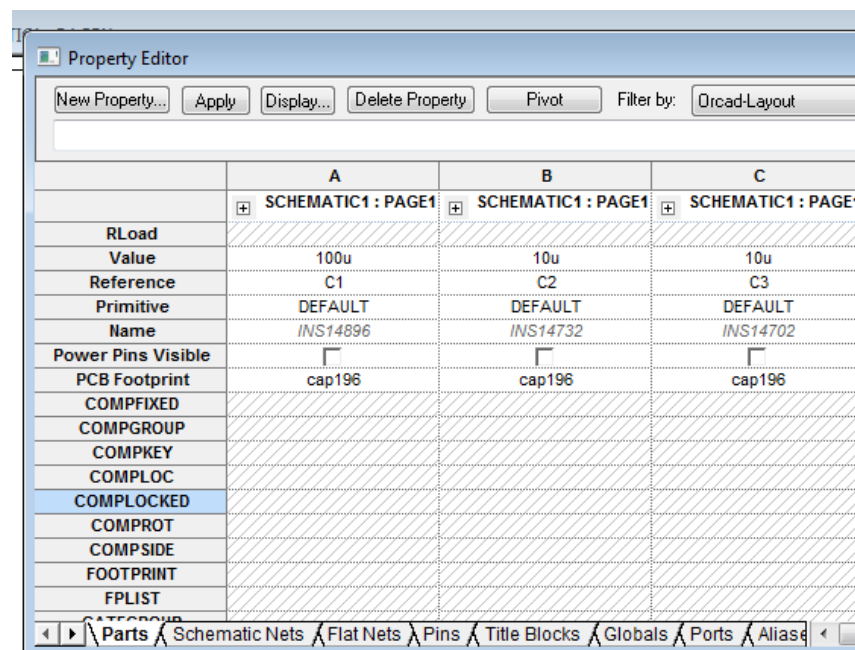 Property Editor
New Property... Apply Display... Delete Property Pivot Filter by: Orcad-Layout
A B C
SCHEMATIC1 : PAGE1 SCHEMATIC1 : PAGE1 SCHEMATIC1 : PAGE
RLoad
Value 100u 10u 10u
Reference C1 C2 C3
Primitive DEFAULT DEFAULT DEFAULT
Name INS14896 INS14732 INS14702
Power Pins Visible
PCB Footprint cap196 cap196 cap196
COMPFIXED
COMPGROUP
COMPKEY
COMPLOC
COMPLOCKED
COMPROT
COMPSIDE
FOOTPRINT
FPLIST
Parts Schematic Nets Flat Nets Pins Title Blocks Globals Ports Aliase